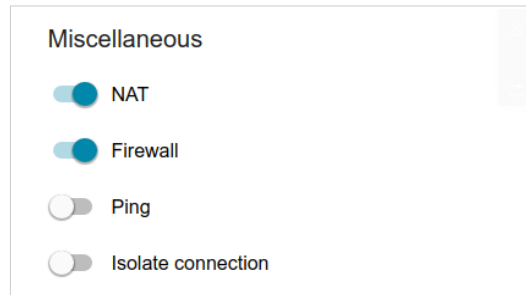 Miscellaneous
NAT
Firewall
Ping
Isolate connection